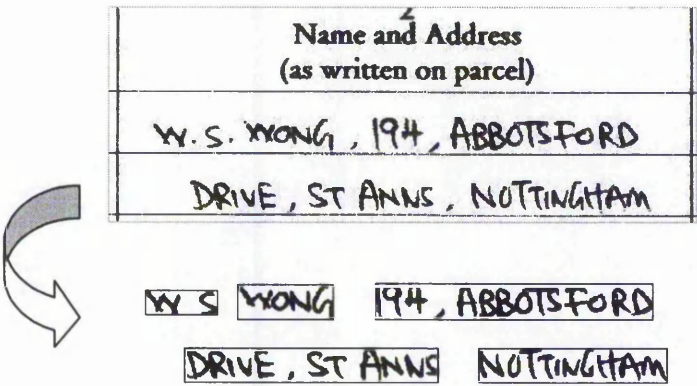 2
Name and Address
(as written on parcel)
W. S. WONG, 194, ABBOTSFORD
DRIVE, ST ANNS, NOTTINGHAM
W S WONG 194, ABBOTSFORD
DRIVE, ST ANNS NOTTINGHAM